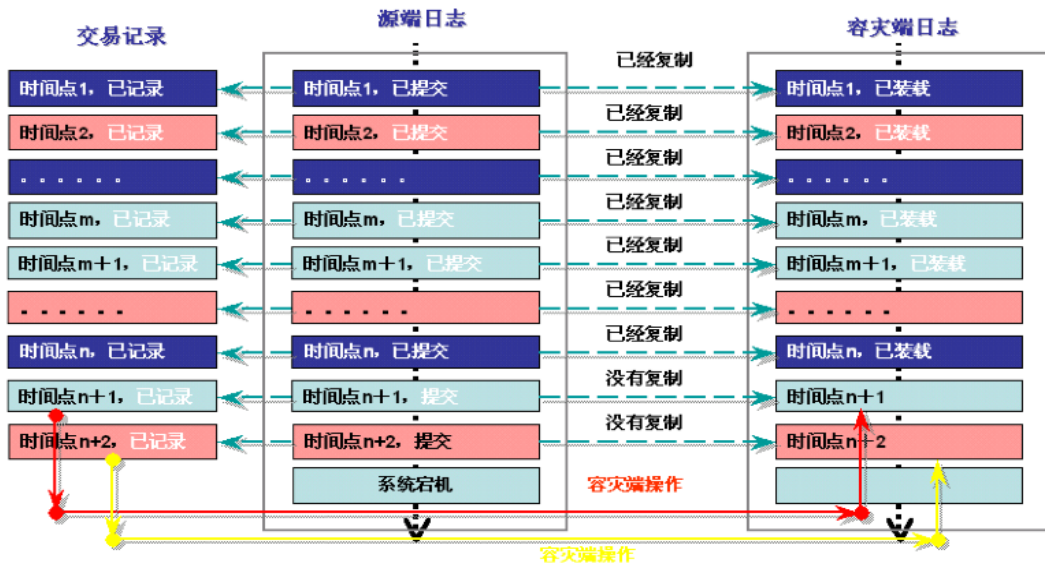 交易记录
源端日志
容灾端日志
时间点1，已记录
时间点1，已提交
已经复制
时间点1，已装载
时间点2，已记录
时间点2，已提交
已经复制
时间点2，已装载
。。。。。。
。。。。。。
已经复制
。。。。。。
时间点m，已记录
时间点m，已提交
已经复制
时间点m，已装载
时间点m＋1，已记录
时间点m＋1，已提交
已经复制
时间点m＋1，已装载
......
......
已经复制
......
时间点n，已记录
时间点n，已提交
已经复制
时间点n，已装载
时间点n＋1，已记录
时间点n＋1，提交
没有复制
时间点n＋1
时间点n+2，已记录
时间点n+2，提交
没有复制
时间点n＋2
系统宕机
容灾端操作
容灾端操作